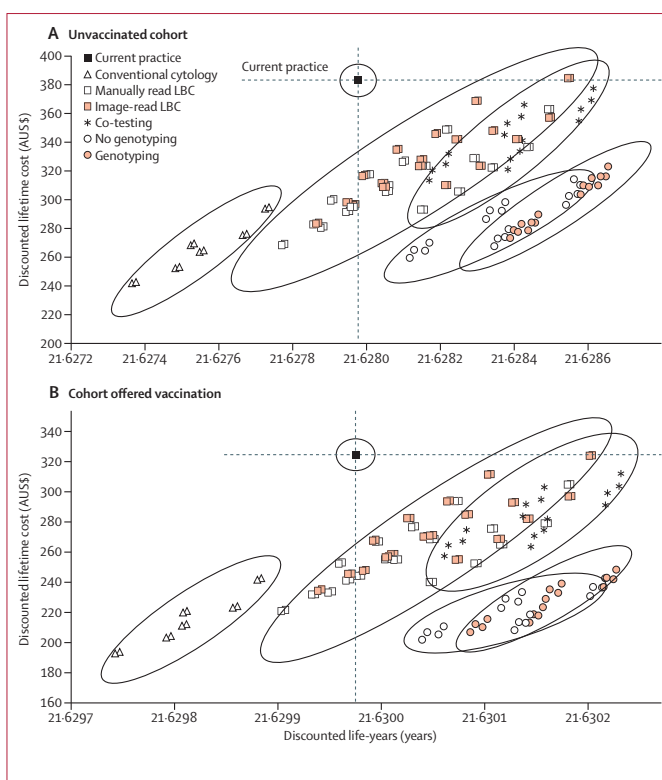 A Unvaccinated cohort
400
380
360
340
320
300
280
260
240
220
200
Discounted lifetime cost (AUS$)
Current practice
Conventional cytology
Manually read LBC
Image-read LBC
Co-testing
No genotyping
Genotyping
Current practice
21·6272
21·6274
21·6276
21·6278
21·6280
21·6282
21·6284
21·6286
B Cohort offered vaccination
340
320
300
280
260
240
220
200
180
160
Discounted lifetime cost (AUS$)
21·6297
21·6298
21·6299
21·6300
21·6301
21·6302
Discounted life-years (years)